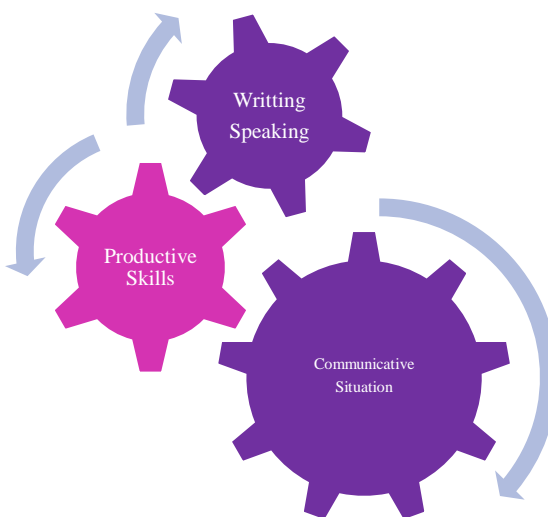 Writting
Speaking
Productive
Skills
Communicative
Situation